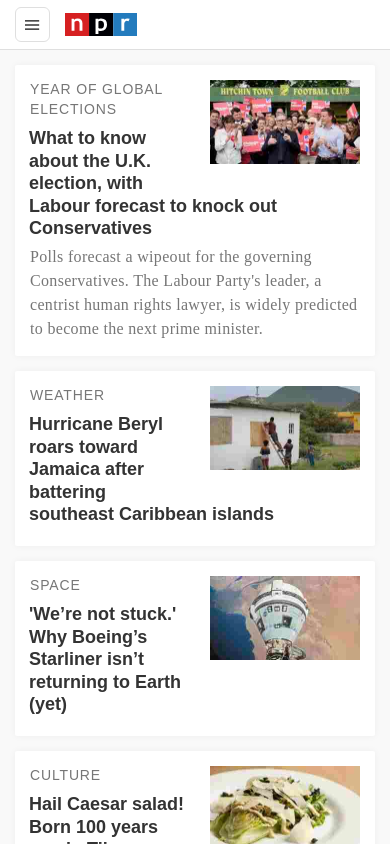 npr
YEAR OF GLOBAL
ELECTIONS
HITCHIN TOWN FOOTBALL CLUB
What to know
about the U.K.
election, with
Labour forecast to knock out
Conservatives
Polls forecast a wipeout for the governing
Conservatives. The Labour Party's leader, a
centrist human rights lawyer, is widely predicted
to become the next prime minister.
WEATHER
Hurricane Beryl
roars toward
Jamaica after
battering
southeast Caribbean islands
SPACE
'We’re not stuck.'
Why Boeing’s
Starliner isn’t
returning to Earth
(yet)
CULTURE
Hail Caesar salad!
Born 100 years